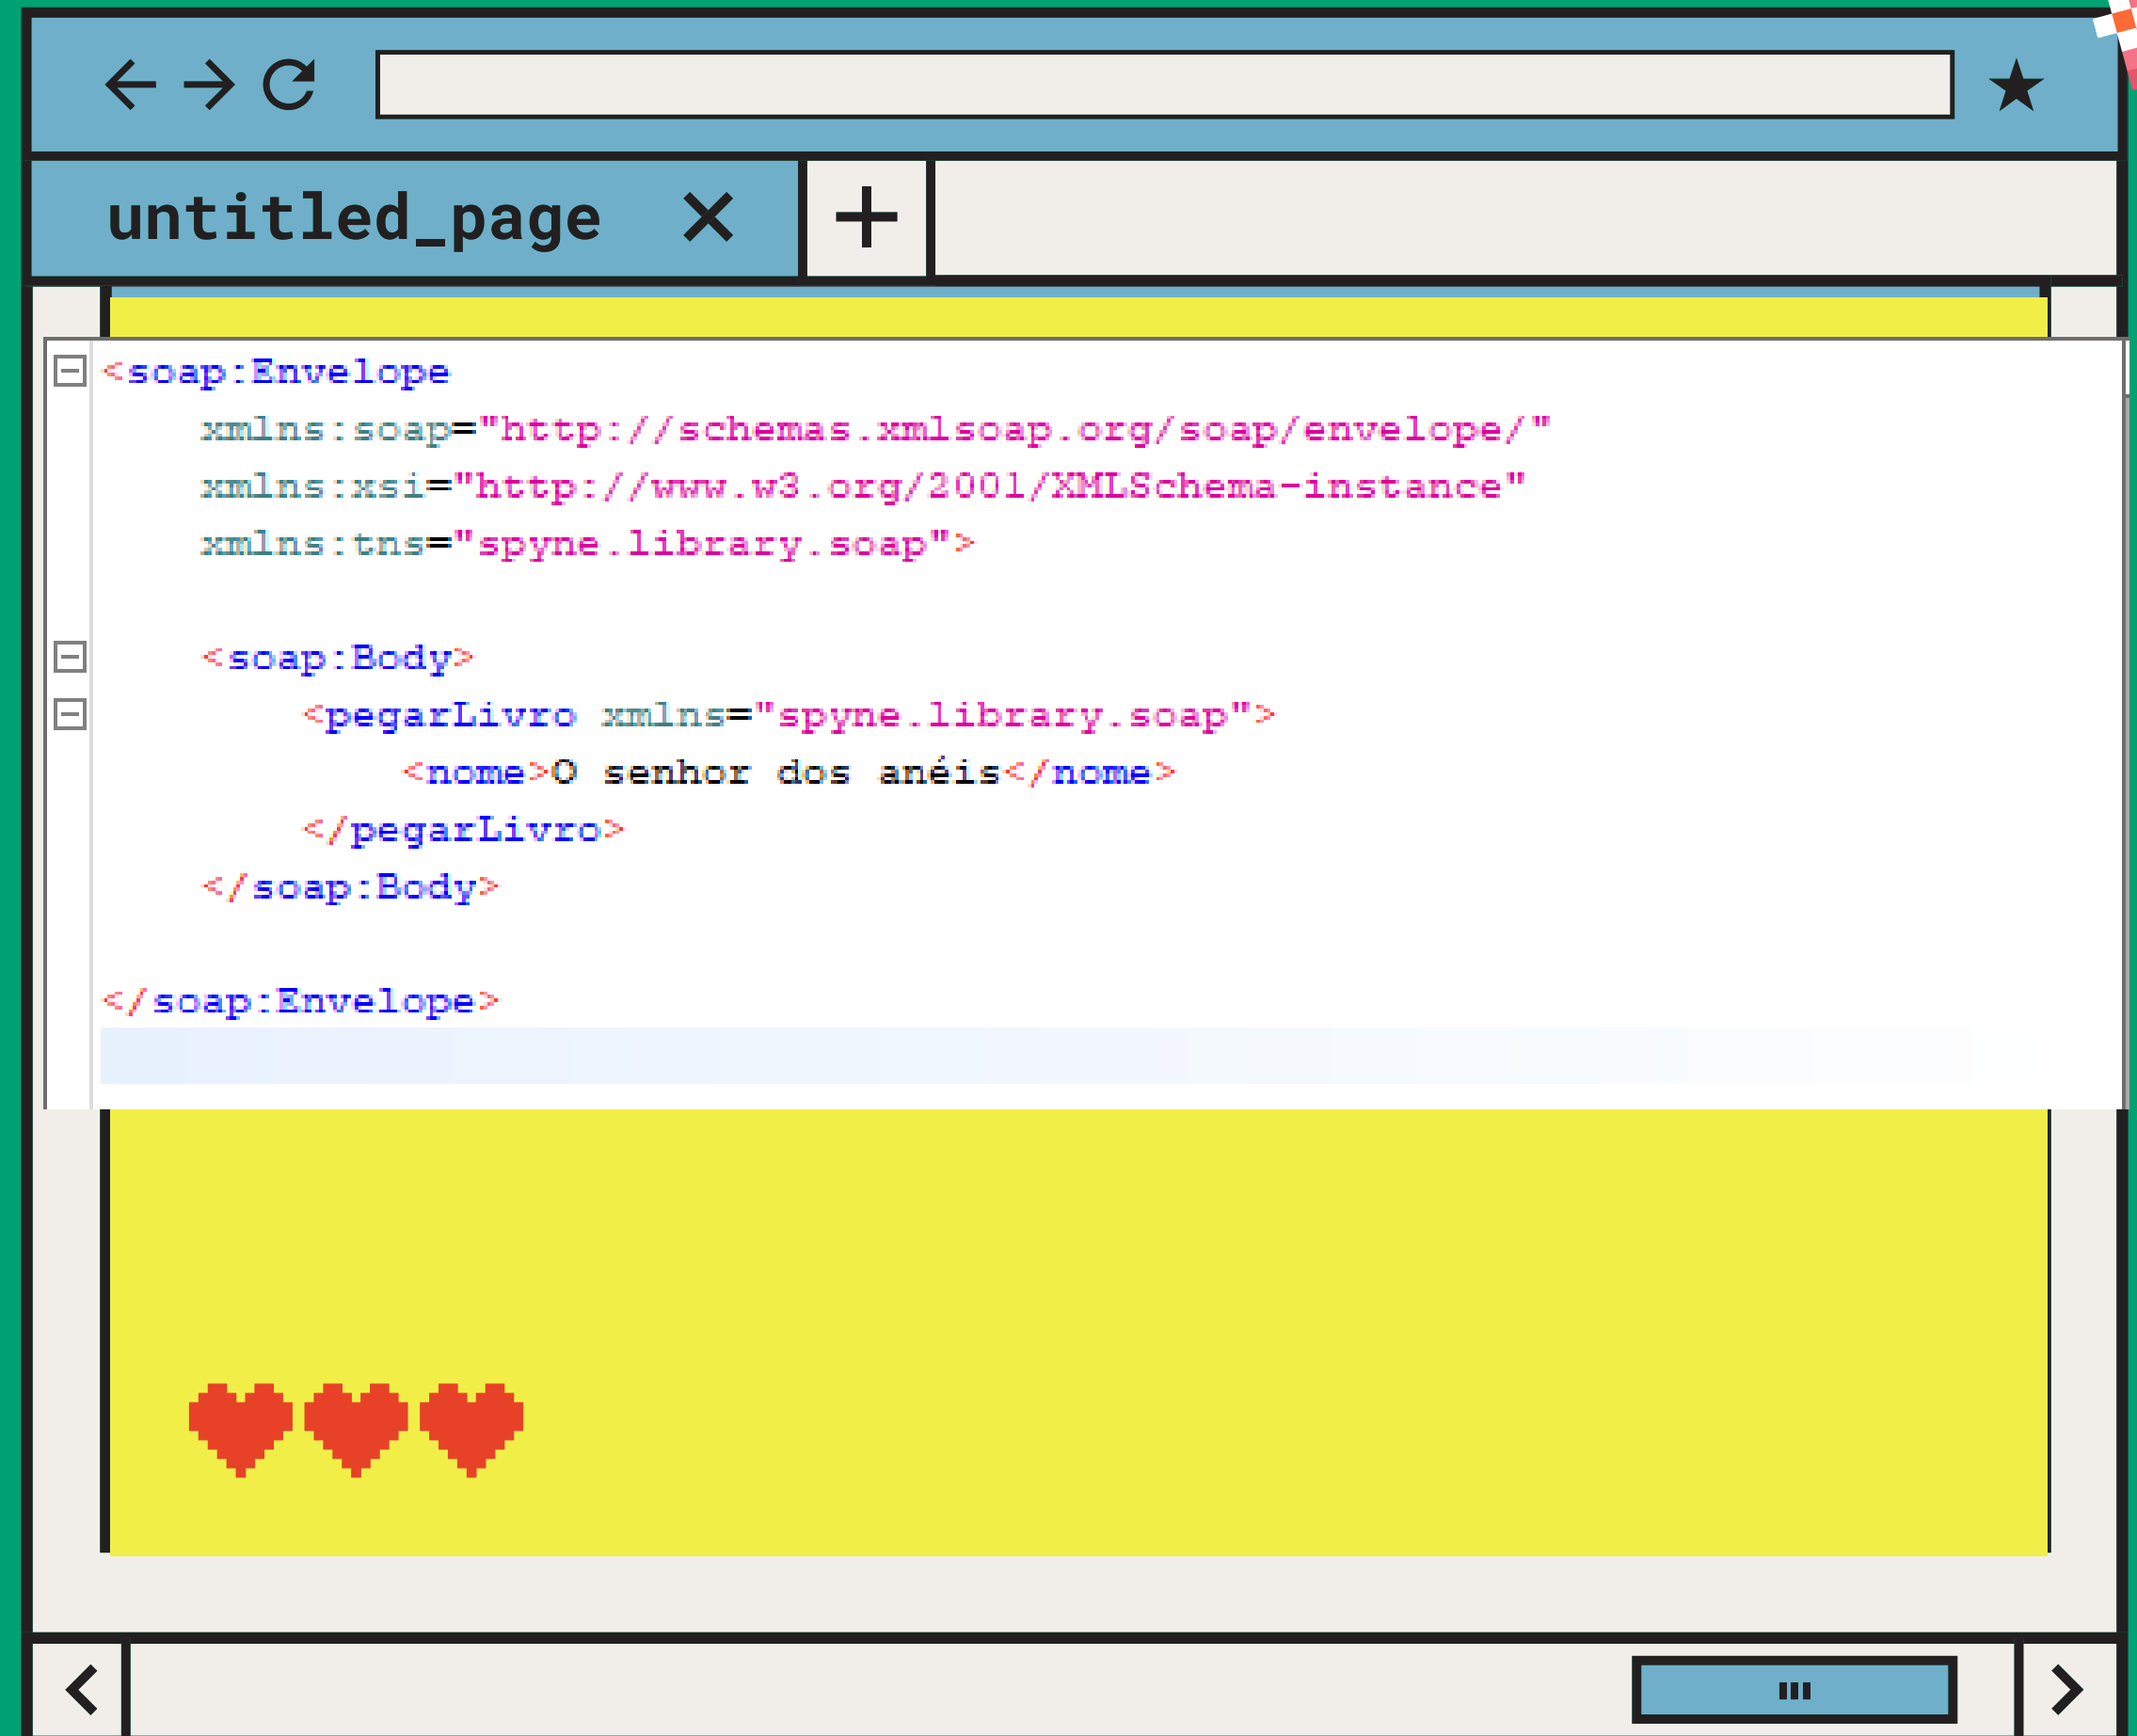 untitled_page
<soap:Envelope
xmlns:soap="http://schemas.xmlsoap.org/soap/envelope/"
xmlns:xsi="http://www.w3.org/2001/XMLSchema-instance"
xmlns:tns="spyne.library.soap">
<soap:Body>
<pegarLivro xmlns="spyne.library.soap">
<nome>O senhor dos anéis</nome>
</pegarLivro>
</soap:Body>
</soap:Envelope>